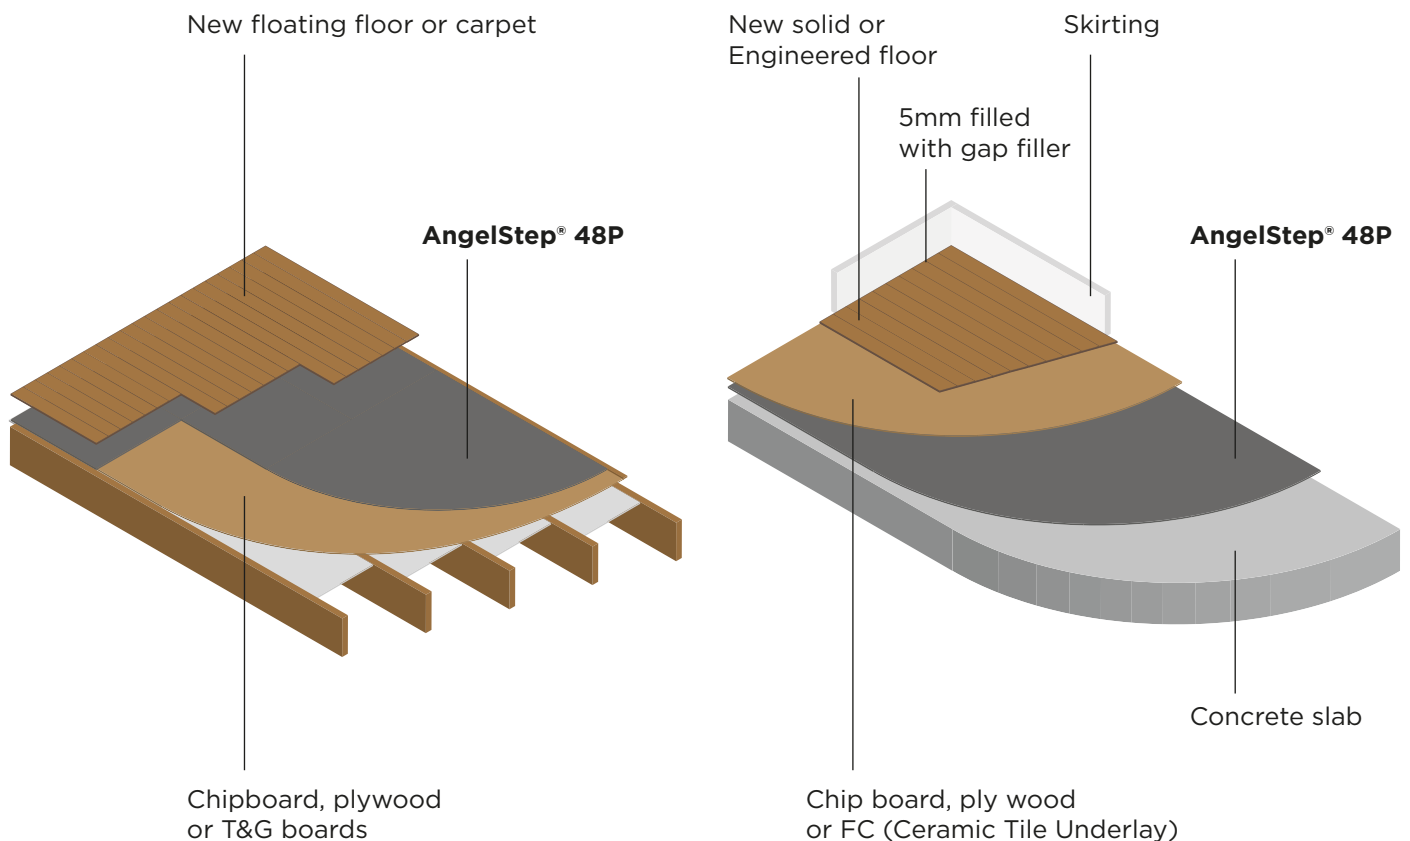 New floating floor or carpet
AngelStep® 48P
Chipboard, plywood
or T&G boards
New solid or
Engineered floor
Skirting
5mm filled
with gap filler
AngelStep® 48P
Concrete slab
Chip board, ply wood
or FC (Ceramic Tile Underlay)